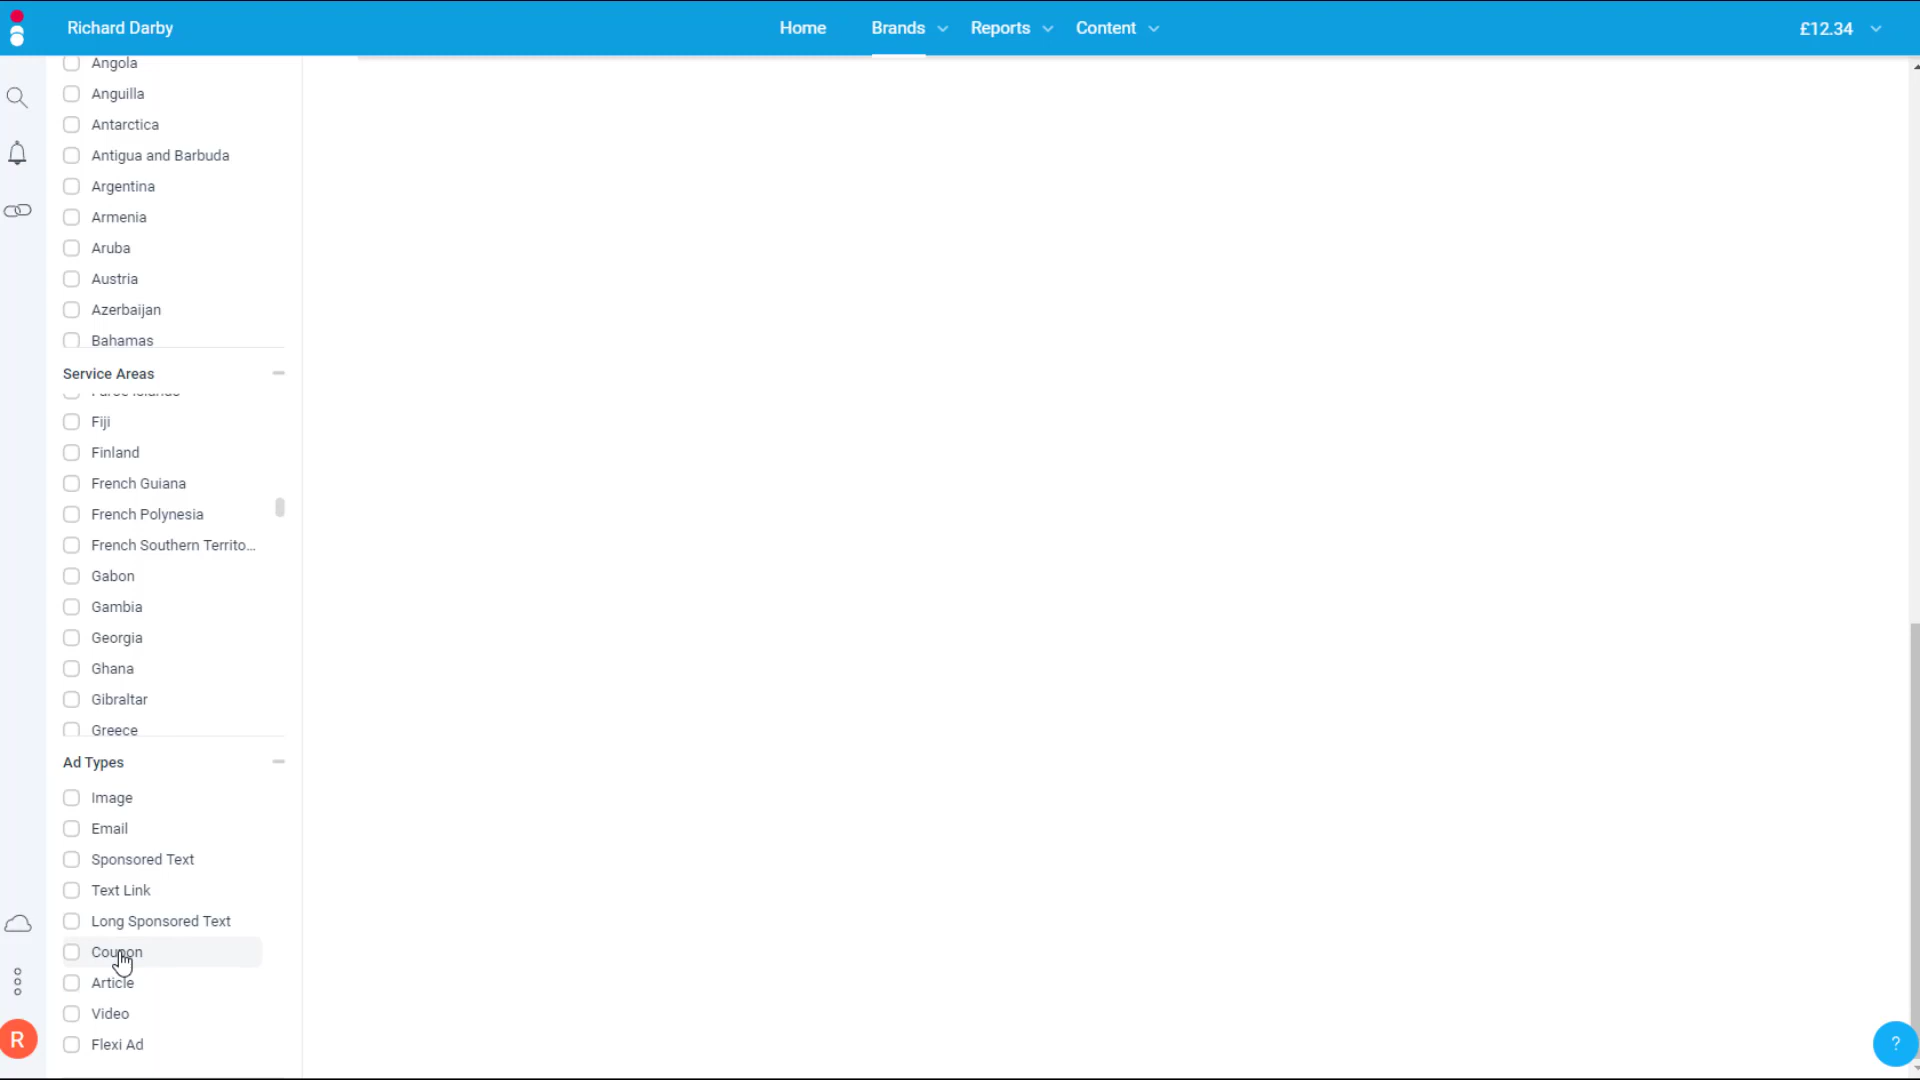 Richard Darby
Home
Brands
Reports
Content
£12.34
Angola
Anguilla
Antarctica
Antigua and Barbuda
Argentina
Armenia
Aruba
Austria
Azerbaijan
Bahamas
Service Areas
Fiji
Finland
French Guiana
French Polynesia
French Southern Territo...
Gabon
Gambia
Georgia
Ghana
Gibraltar
Greece
Ad Types
Image
Email
Sponsored Text
Text Link
Long Sponsored Text
Coupon
Article
Video
Flexi Ad
R
?